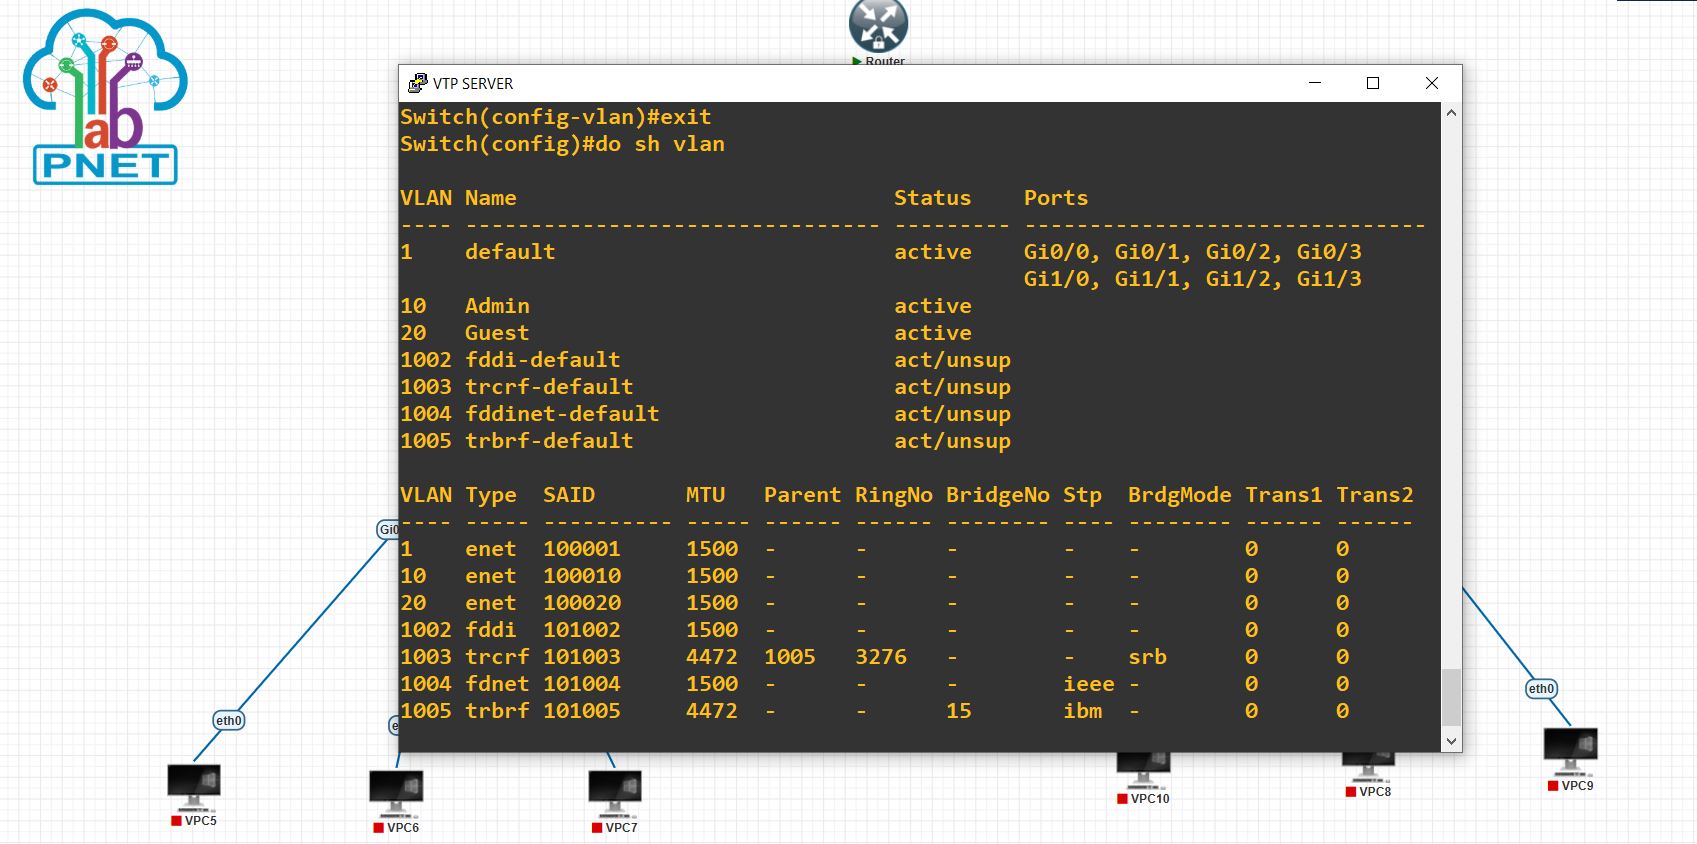 lab
PNET
Router
VTP SERVER
Switch(config-vlan)#exit
Switch(config)#do sh vlan
VLAN Name                             Status    Ports
---- -------------------------------- --------- -------------------------------
1    default                          active    Gi0/0, Gi0/1, Gi0/2, Gi0/3
                                                Gi1/0, Gi1/1, Gi1/2, Gi1/3
10   Admin                            active
20   Guest                            active
1002 fddi-default                     act/unsup
1003 trcrf-default                    act/unsup
1004 fddinet-default                  act/unsup
1005 trbrf-default                    act/unsup
VLAN Type  SAID       MTU   Parent RingNo BridgeNo Stp  BrdgMode Trans1 Trans2
---- ----- ---------- ----- ------ ------ -------- ---- -------- ------ ------
1    enet  100001     1500  -      -      -        -    -        0      0
10   enet  100010     1500  -      -      -        -    -        0      0
20   enet  100020     1500  -      -      -        -    -        0      0
1002 fddi  101002     1500  -      -      -        -    -        0      0
1003 trcrf 101003     4472  1005   3276   -        -    srb      0      0
1004 fdnet 101004     1500  -      -      -        ieee -        0      0
1005 trbrf 101005     4472  -      -      15       ibm  -        0      0
Gi0
eth0
e
eth0
VPC5
VPC6
VPC7
VPC10
VPC8
VPC9